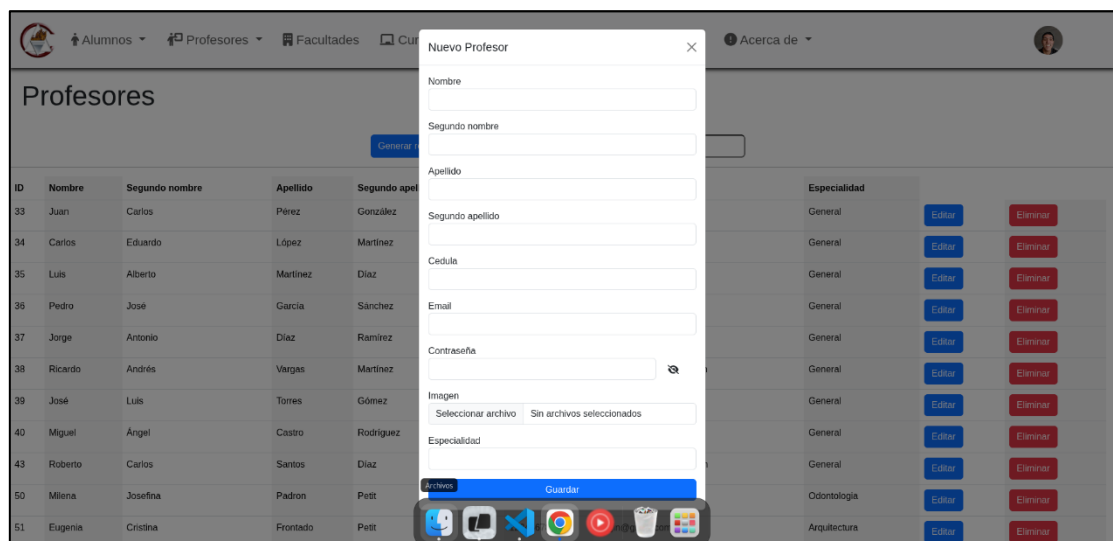 Alumnos Profesores Facultades Cur Acerca de
Nuevo Profesor
Profesores
Nombre
Segundo nombre
Generar
Apellido
ID Nombre Segundo nombre Apellido Segundo apel Especialidad
33 Juan Carlos Pérez González General Editar Eliminar
Segundo apellido
34 Carlos Eduardo López Martínez General Editar Eliminar
Cedula
35 Luis Alberto Martínez Díaz General Editar Eliminar
Email
36 Pedro José García Sánchez General Editar Eliminar
37 Jorge Antonio Díaz Ramírez General Editar Eliminar
Contraseña
38 Ricardo Andrés Vargas Martínez General Editar Eliminar
Imagen
Seleccionar archivo Sin archivos seleccionados
39 José Luis Torres Gómez General Editar Eliminar
40 Miguel Ángel Castro Rodríguez General Editar Eliminar
Especialidad
43 Roberto Carlos Santos Díaz General Editar Eliminar
Archivos
Guardar
50 Milena Josefina Padron Petit Odontologia Editar Eliminar
51 Eugenia Cristina Frontado Petit Arquitectura Editar Eliminar